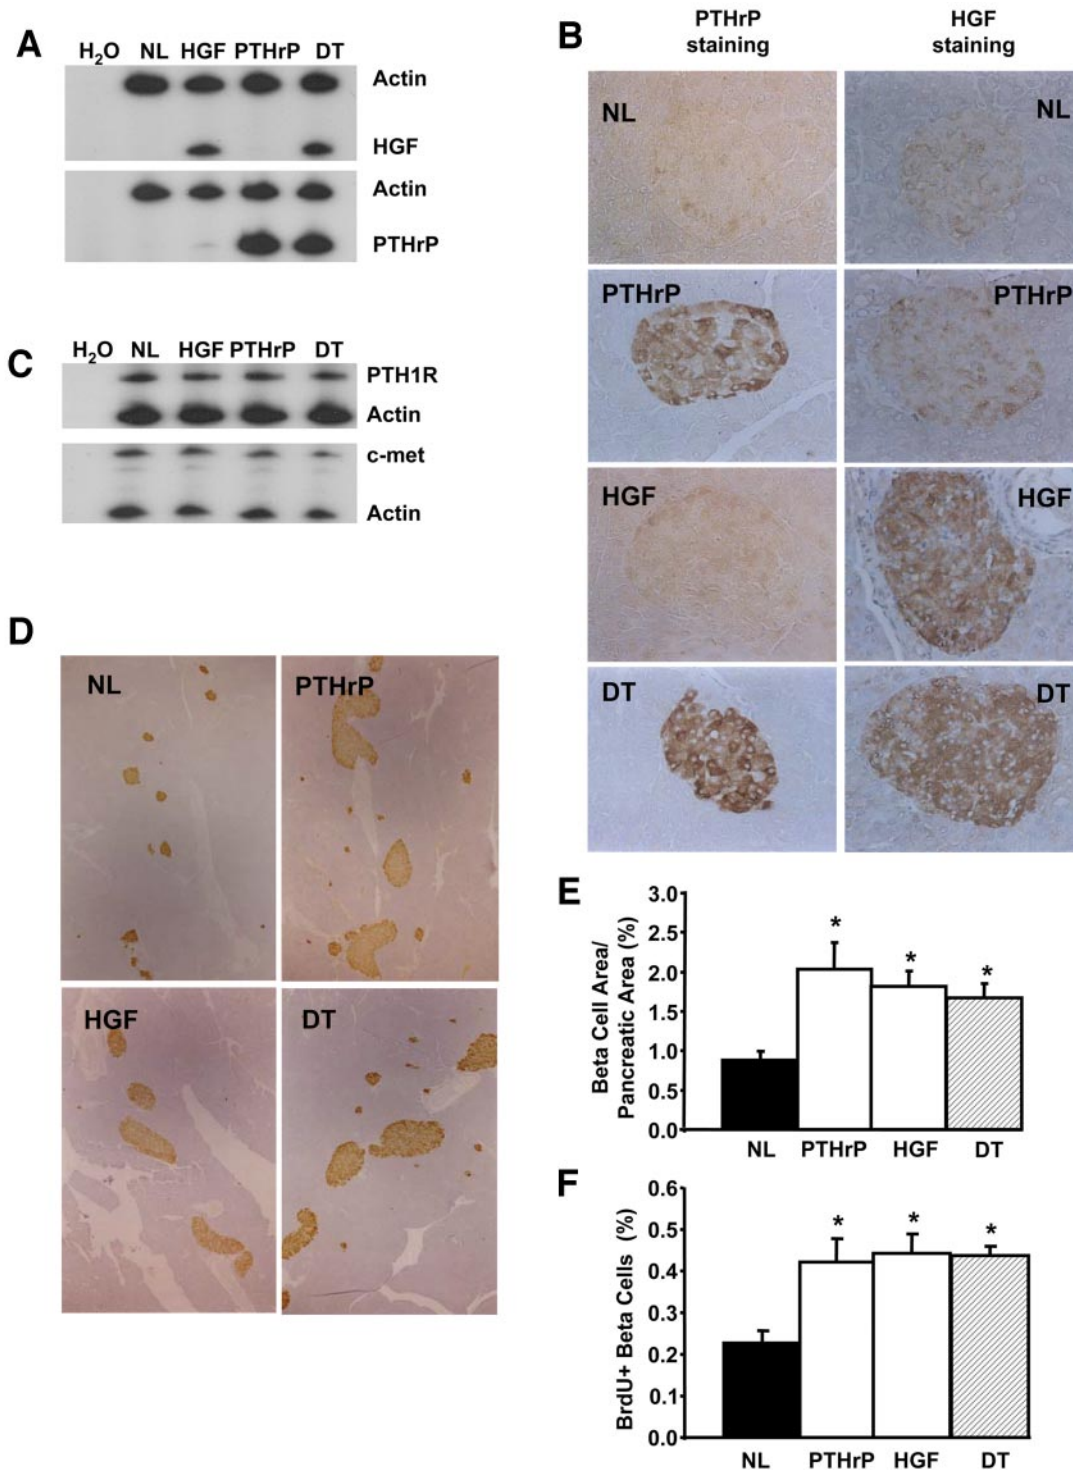 A
H2O NL HGF PTHrP DT
Actin
HGF
Actin
PTHrP
B
PTHrP staining
HGF staining
NL
NL
PTHrP
PTHrP
HGF
HGF
DT
DT
C
H2O NL HGF PTHrP DT
PTH1R
Actin
c-met
Actin
D
NL
PTHrP
HGF
DT
E
Beta Cell Area/
Pancreatic Area (%)
3.0
2.5
2.0
1.5
1.0
0.5
0.0
*
*
*
NL PTHrP HGF DT
F
BrdU+ Beta Cells (%)
0.6
0.5
0.4
0.3
0.2
0.1
0.0
*
*
*
NL PTHrP HGF DT